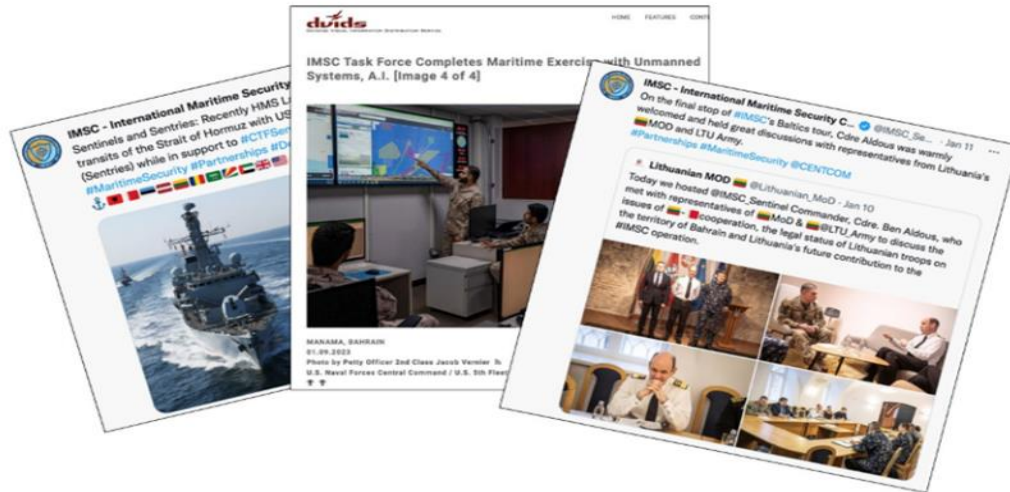 IMSC - International Maritime Security
Sentinels and Sentries: Recently HMS
transits of the Strait of Hormuz with US
(Sentries) while in support to #CTFSen
#MaritimeSecurity #Partnerships #De
dvids
HOME FEATURES CONT
IMSC Task Force Completes Maritime Exercise with Unmanned
Systems, A.I. [Image 4 of 4]
MANAMA, BAHRAIN
01.09.2023
Photo by Petty Officer 2nd Class Jacob Vernier
U.S. Naval Forces Central Command / U.S. 5th Fleet
IMSC - International Maritime Security C... @IMSC_Se... · Jan 11
On the final stop of #IMSC's Baltics tour, Cdre Aldous was warmly
welcomed and held great discussions with representatives from Lithuania's
MOD and LTU Army.
#Partnerships #MaritimeSecurity @CENTCOM
Lithuanian MOD @Lithuanian_MoD · Jan 10
Today we hosted @IMSC_Sentinel Commander, Cdre. Ben Aldous, who
met with representatives of MoD & @LTU_Army to discuss the
issues of - cooperation, the legal status of Lithuanian troops on
the territory of Bahrain and Lithuania's future contribution to the
#IMSC operation.